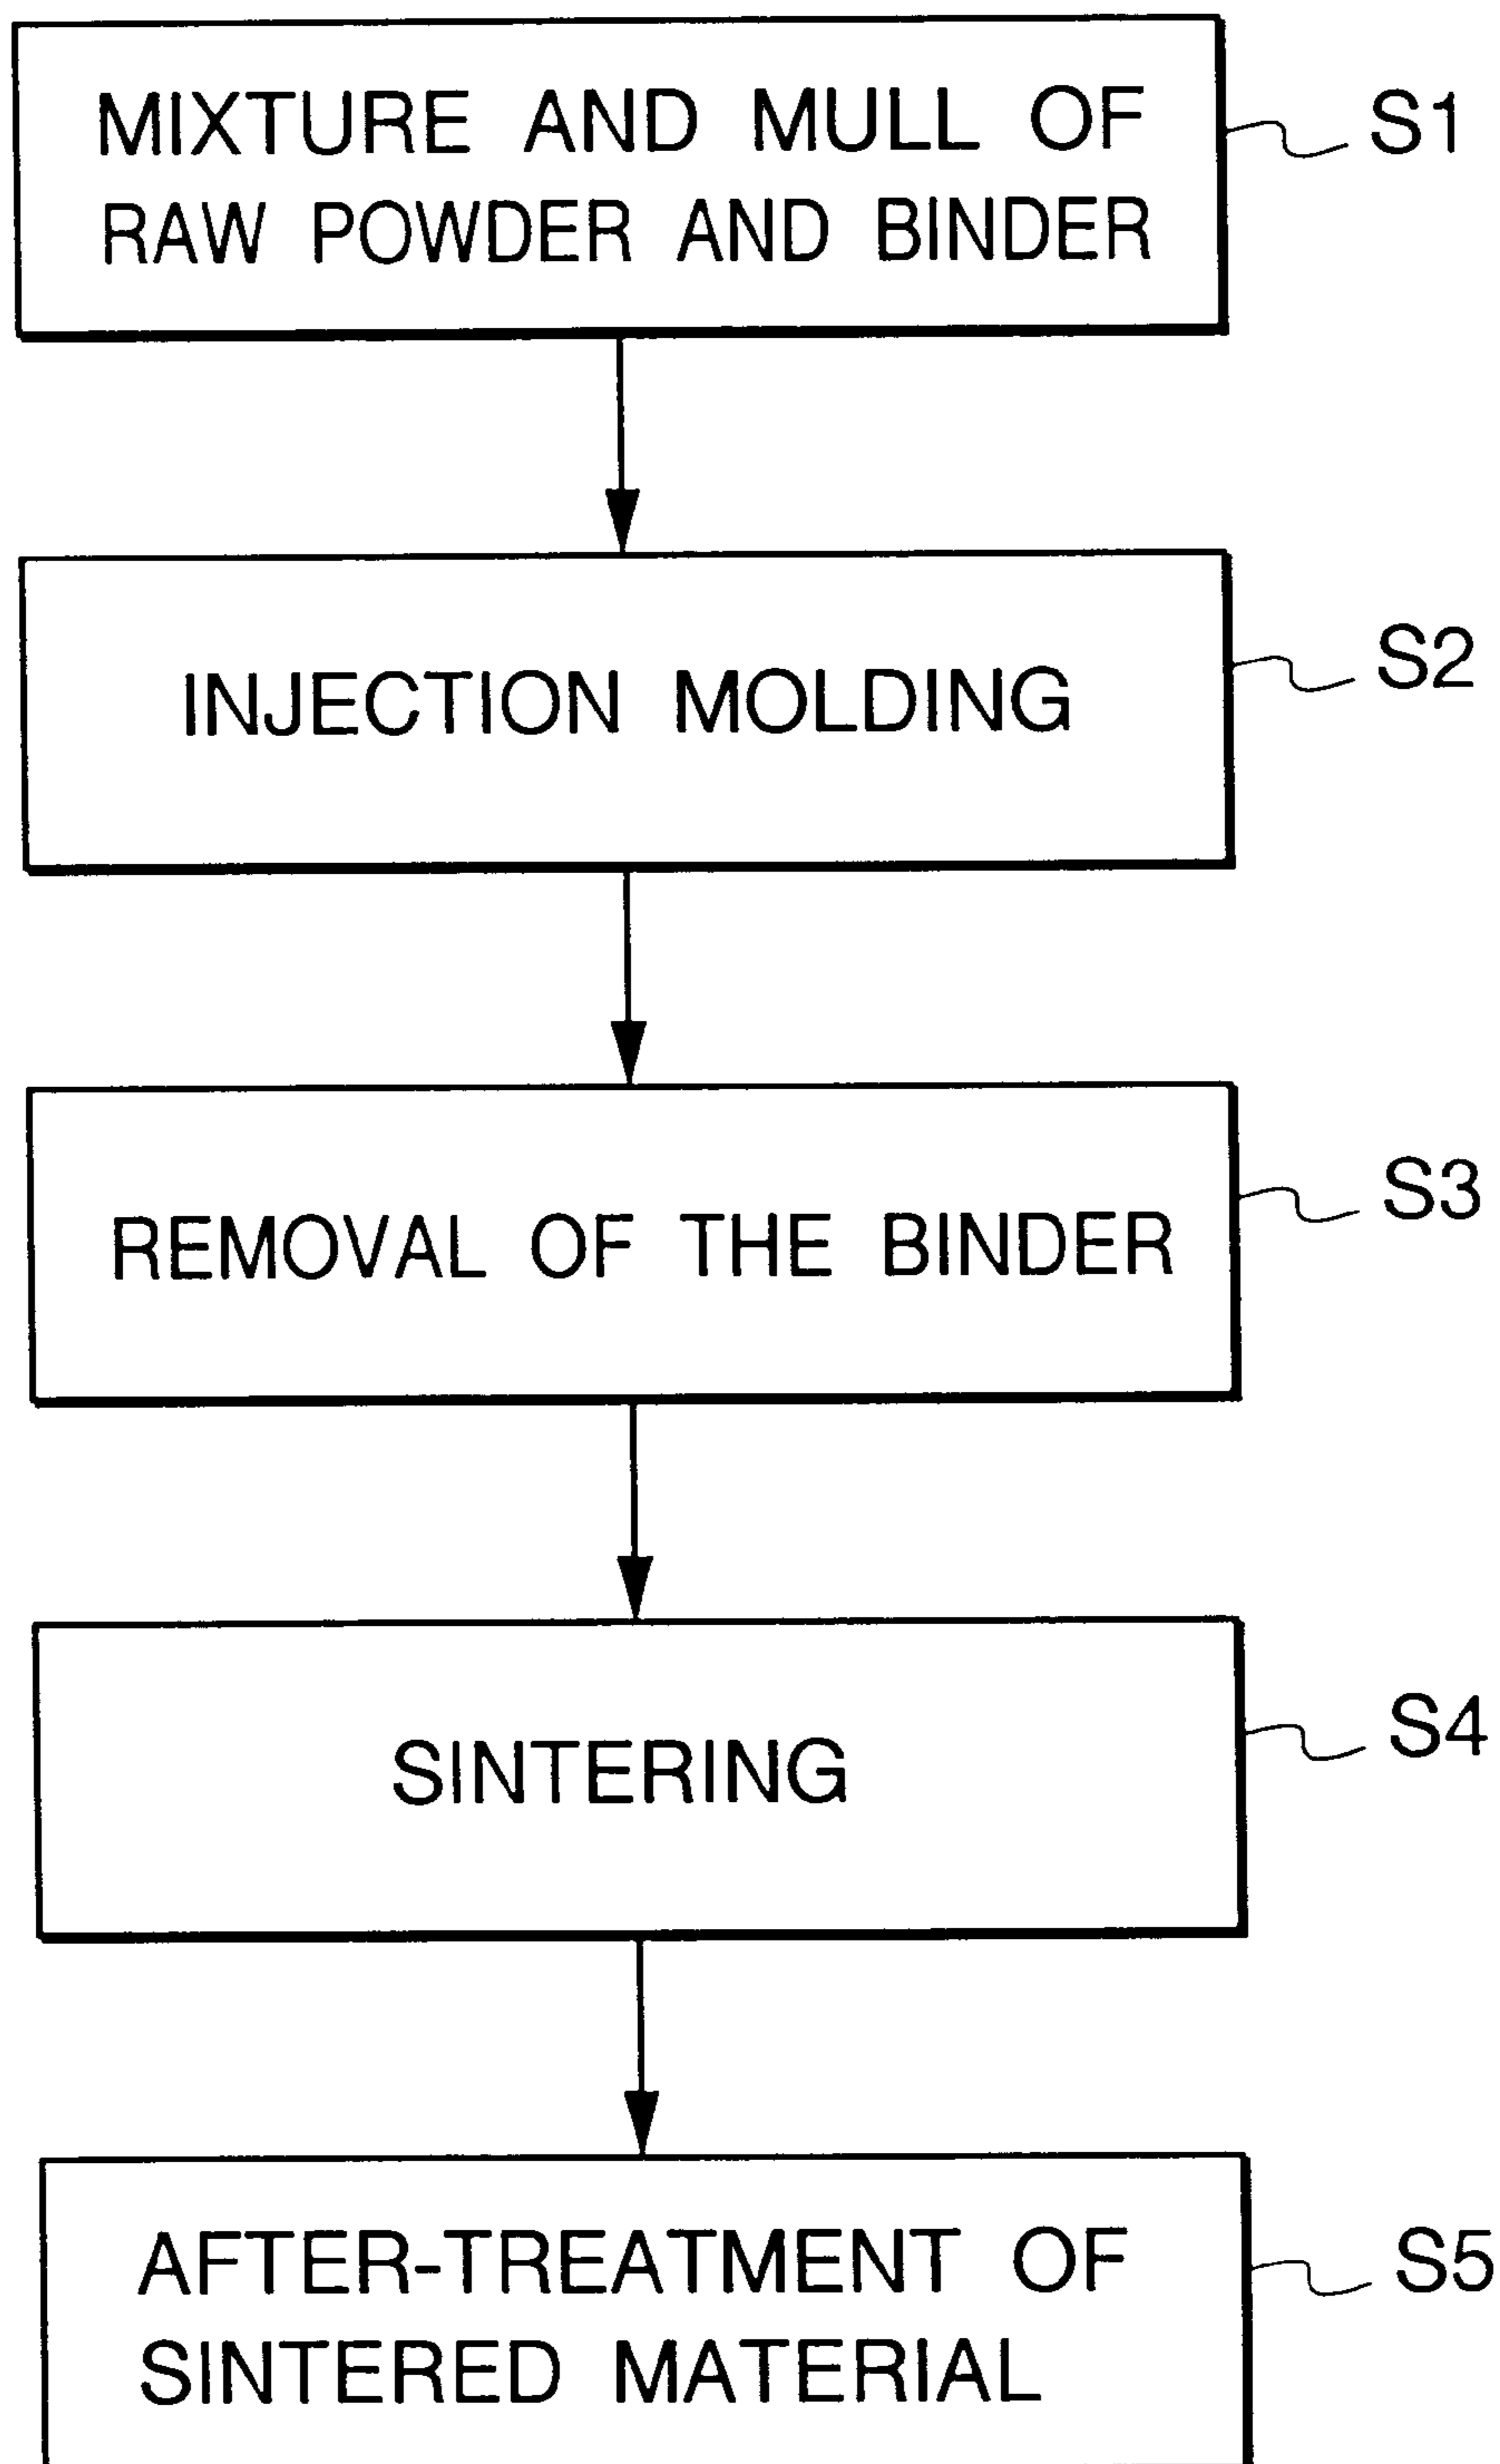 MIXTURE AND MULL OF
RAW POWDER AND BINDER
S1
INJECTION MOLDING
S2
REMOVAL OF THE BINDER
S3
SINTERING
S4
AFTER-TREATMENT OF
SINTERED MATERIAL
S5